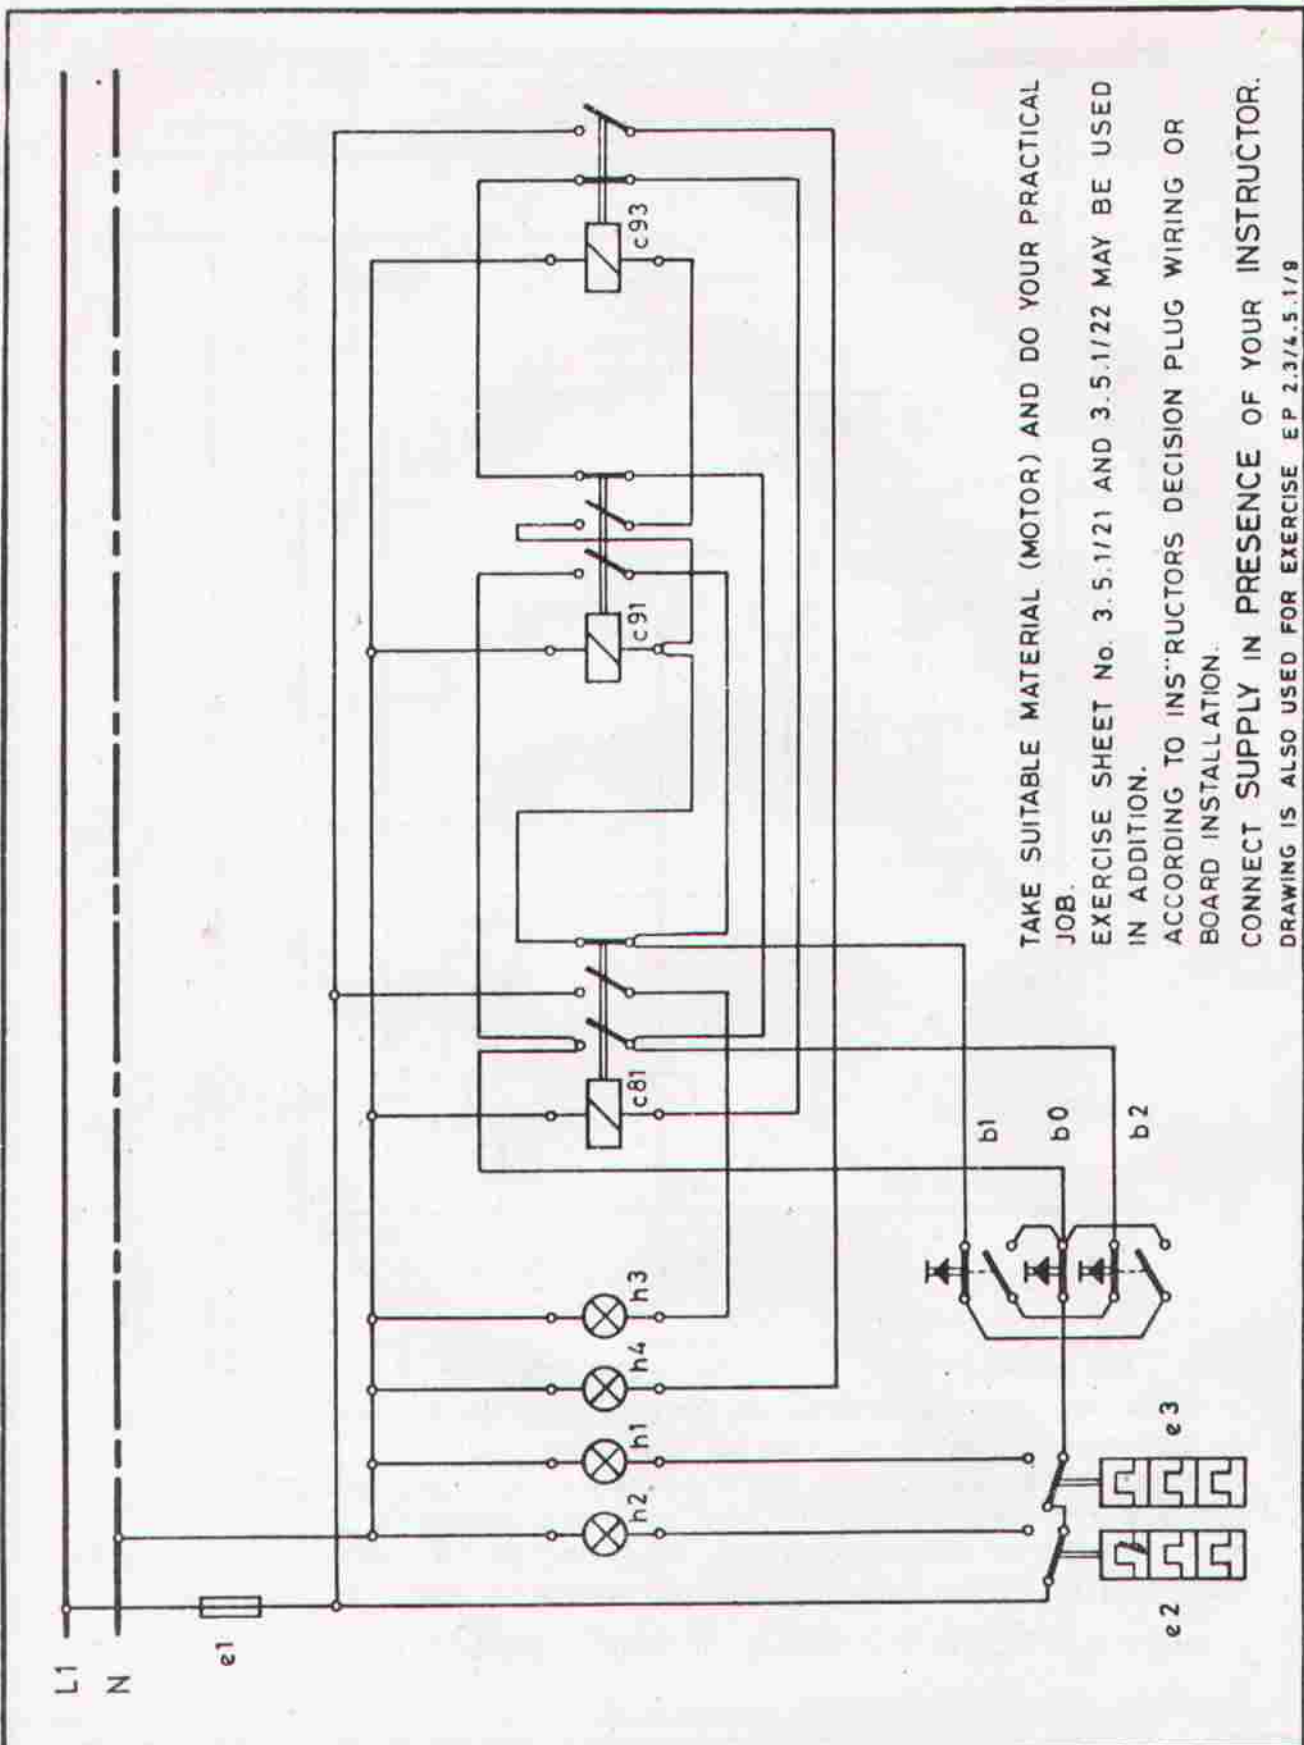 L1
N
e1
h2
h1
h4
h3
c81
c91
c93
b1
b0
b2
e2
e3
TAKE SUITABLE MATERIAL (MOTOR) AND DO YOUR PRACTICAL
JOB.
EXERCISE SHEET No. 3.5.1/21 AND 3.5.1/22 MAY BE USED
IN ADDITION.
ACCORDING TO INS¨RUCTORS DECISION PLUG WIRING OR
BOARD INSTALLATION.
CONNECT SUPPLY IN PRESENCE OF YOUR INSTRUCTOR.
DRAWING IS ALSO USED FOR EXERCISE EP 2.3/4.5.1/9